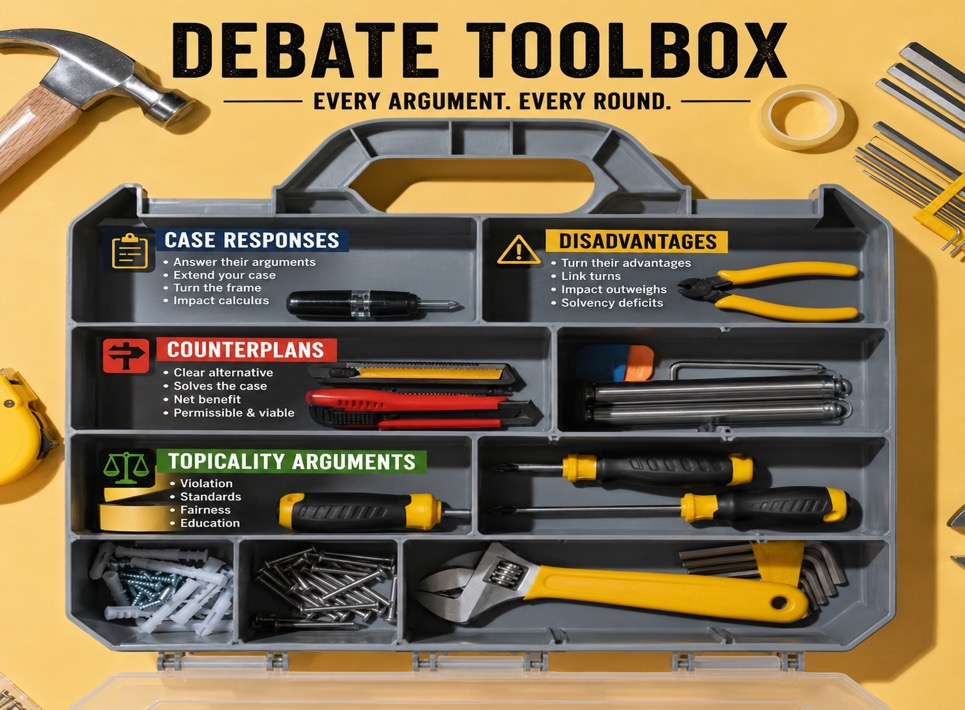 DEBATE TOOLBOX
EVERY ARGUMENT. EVERY ROUND.
CASE RESPONSES
• Answer their arguments
• Extend your case
• Turn the frame
• Impact calculus
DISADVANTAGES
• Turn their advantages
• Link turns
• Impact outweighs
• Solvency deficits
COUNTERPLANS
• Clear alternative
• Solves the case
• Net benefit
• Permissible & viable
TOPICALITY ARGUMENTS
• Violation
• Standards
• Fairness
• Education